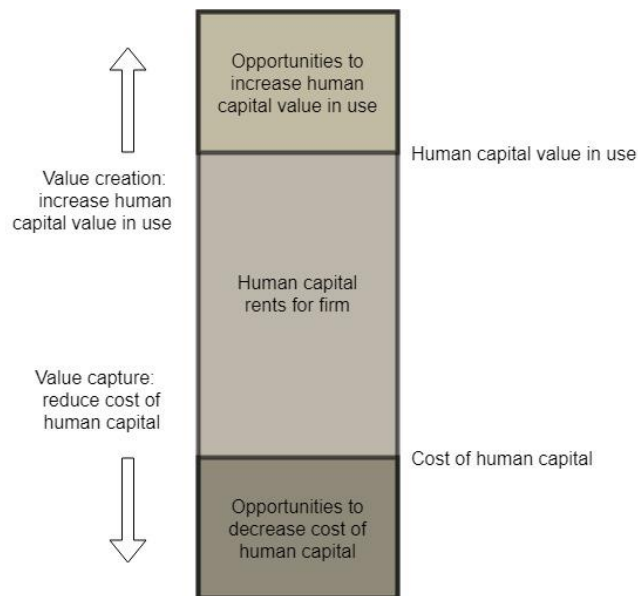 Opportunities to
increase human
capital value in use
Human capital value in use
Value creation:
increase human
capital value in use
Human capital
rents for firm
Value capture:
reduce cost of
human capital
Cost of human capital
Opportunities to
decrease cost of
human capital